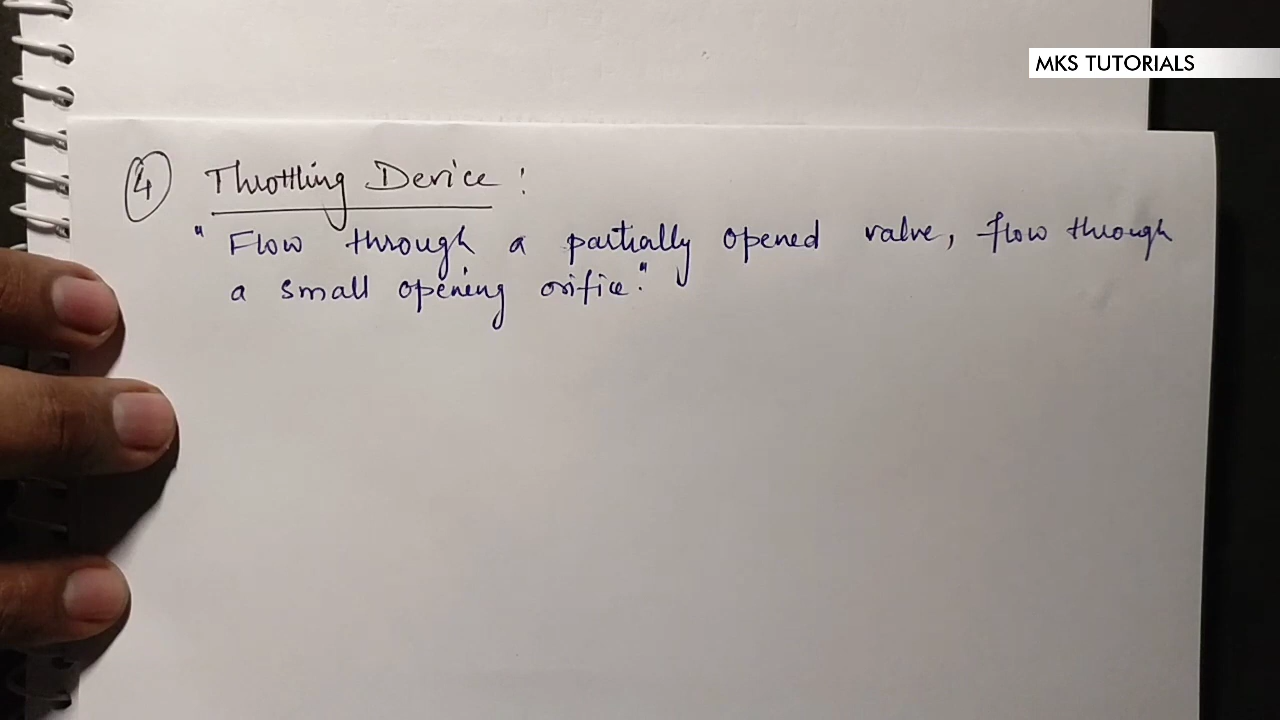 MKS TUTORIALS
4 Throttling Device :
" Flow through a partially opened valve, flow through
a small opening orifice."